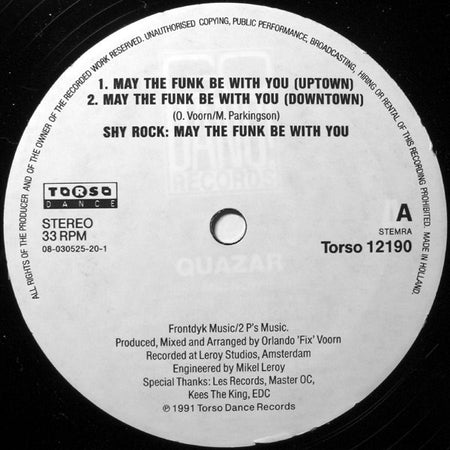 ALL RIGHTS OF THE PRODUCER AND OF THE OWNER OF THE RECORDED WORK RESERVED. UNAUTHORISED COPYING, PUBLIC PERFORMANCE, BROADCASTING, HIRING OR RENTAL OF THIS RECORDING PROHIBITED. MADE IN HOLLAND.
1. MAY THE FUNK BE WITH YOU (UPTOWN)
2. MAY THE FUNK BE WITH YOU (DOWNTOWN)
(O. Voorn/M. Parkingson)
SHY ROCK: MAY THE FUNK BE WITH YOU
TORSO
DANCE
STEREO
33 RPM
08-030525-20-1
A
STEMRA
Torso 12190
Frontdyk Music/2 P's Music.
Produced, Mixed and Arranged by Orlando 'Fix' Voorn
Recorded at Leroy Studios, Amsterdam
Engineered by Mikel Leroy
Special Thanks: Les Records, Master OC,
Kees The King, EDC
℗ 1991 Torso Dance Records